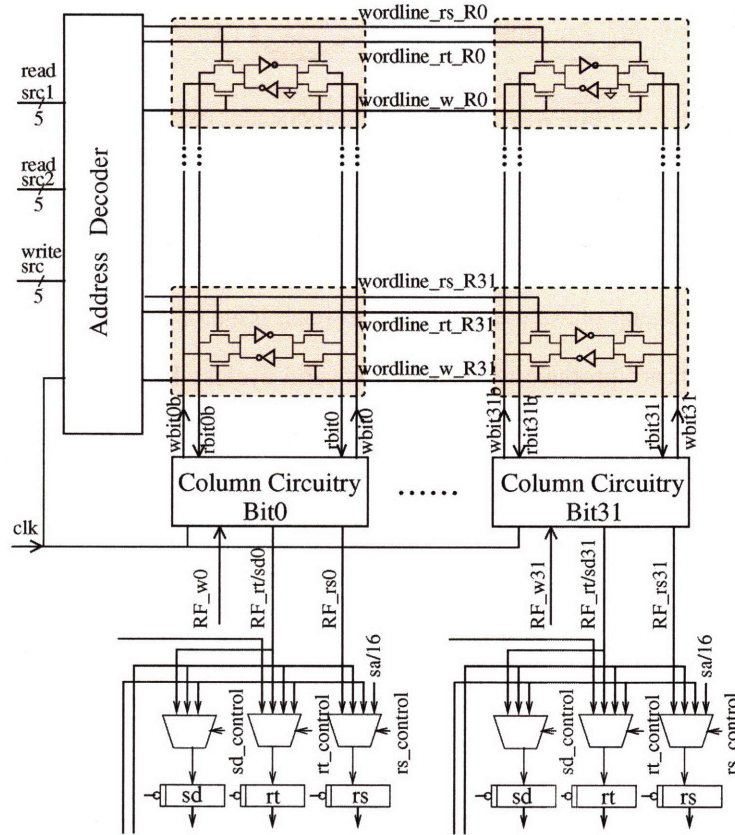 wordline_rs_R0
wordline_rt_R0
wordline_w_R0
read
src1
5
read
src2
5
write
src
5
Address Decoder
wordline_rs_R31
wordline_rt_R31
wordline_w_R31
wbit0b
rbit0b
rbit0
wbit0
wbit31b
rbit31b
rbit31
wbit31
Column Circuitry
Bit0
Column Circuitry
Bit31
clk
RF_w0
RF_rt/sd0
RF_rs0
RF_w31
RF_rt/sd31
RF_rs31
sa/16
sa/16
sd_control
rt_control
rs_control
sd_control
rt_control
rs_control
sd
rt
rs
sd
rt
rs